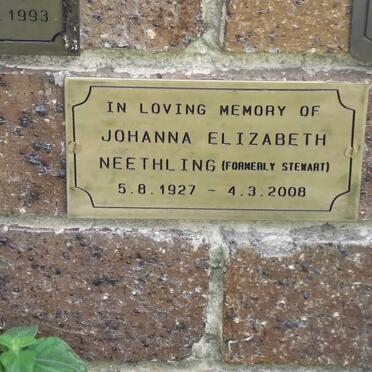 1993
IN LOVING MEMORY OF
JOHANNA ELIZABETH
NEETHLING (FORMERLY STEWART)
5.8.1927 - 4.3.2008